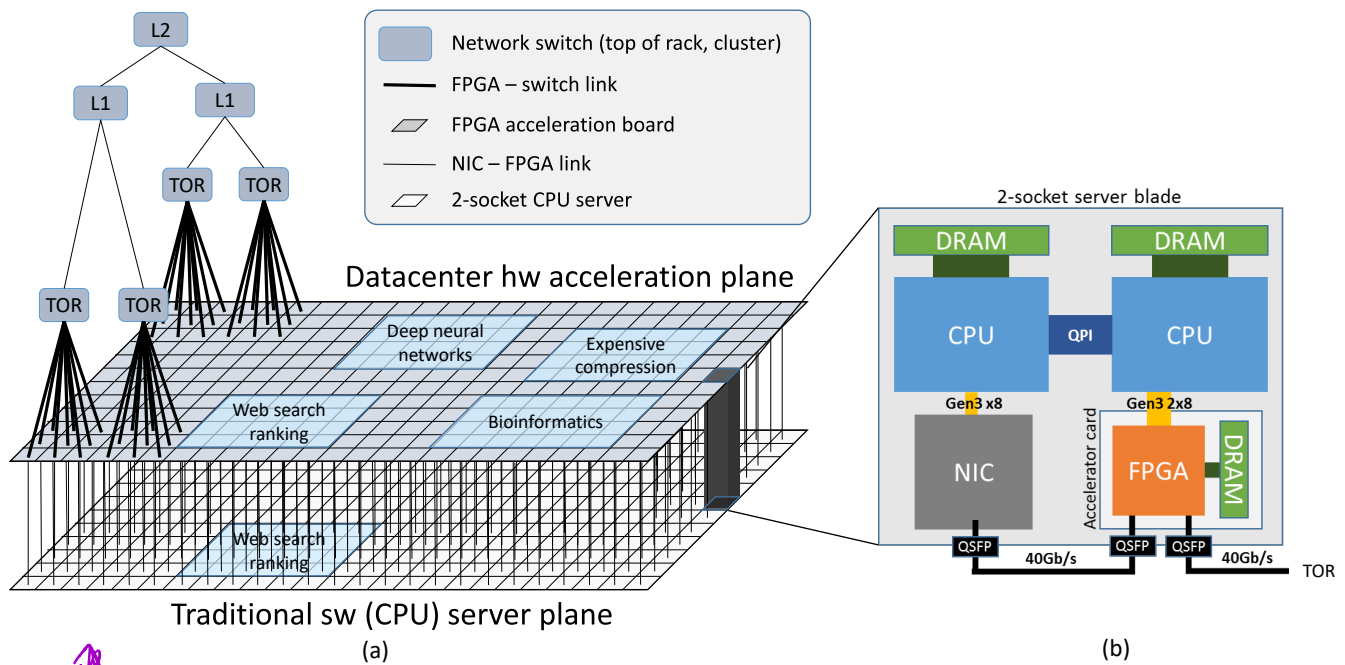 L2
L1
L1
TOR
TOR
TOR
TOR
Network switch (top of rack, cluster)
FPGA – switch link
FPGA acceleration board
NIC – FPGA link
2-socket CPU server
Datacenter hw acceleration plane
Deep neural
networks
Expensive
compression
Web search
ranking
Bioinformatics
Web search
ranking
Traditional sw (CPU) server plane
(a)
2-socket server blade
DRAM
DRAM
CPU
QPI
CPU
Gen3 x8
Gen3 2x8
NIC
Accelerator card
FPGA
DRAM
QSFP
QSFP
QSFP
40Gb/s
40Gb/s
TOR
(b)